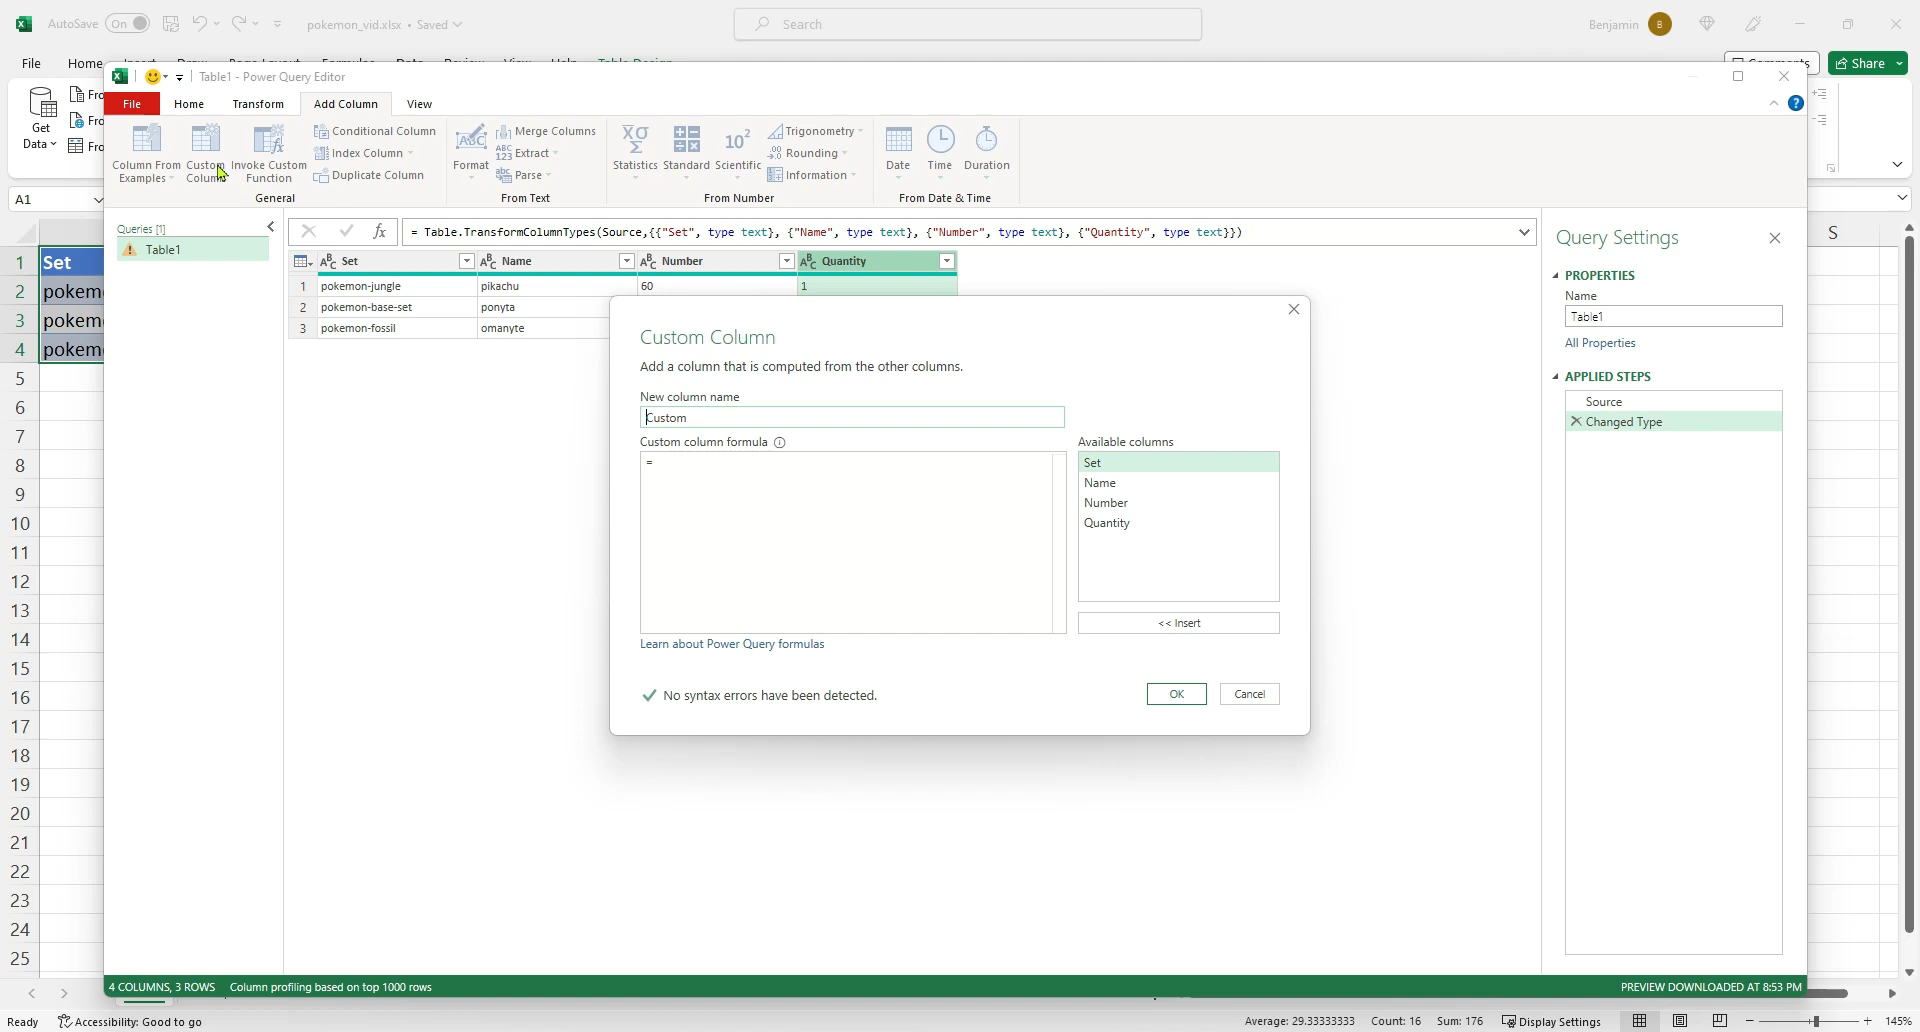 AutoSave On pokemon_vid.xlsx • Saved Search Benjamin B
File Home Table Design Comments Share
Get
Data
Fro
Fro
Fro
Table1 - Power Query Editor
File Home Transform Add Column View
Column From
Examples
Custom
Column
Invoke Custom
Function
Conditional Column
Index Column
Duplicate Column
General
Format
Merge Columns
Extract
Parse
From Text
Statistics
Standard
Scientific
Trigonometry
Rounding
Information
From Number
Date
Time
Duration
From Date & Time
A1
Queries [1]
Table1
fx = Table.TransformColumnTypes(Source,{{"Set", type text}, {"Name", type text}, {"Number", type text}, {"Quantity", type text}})
Set Name Number Quantity
1 pokemon-jungle pikachu 60 1
2 pokemon-base-set ponyta
3 pokemon-fossil omanyte
Custom Column
Add a column that is computed from the other columns.
New column name
Custom
Custom column formula
=
Available columns
Set
Name
Number
Quantity
<< Insert
Learn about Power Query formulas
No syntax errors have been detected.
OK
Cancel
Query Settings
PROPERTIES
Name
Table1
All Properties
APPLIED STEPS
Source
Changed Type
S
1 Set
2 pokem
3 pokem
4 pokem
5
6
7
8
9
10
11
12
13
14
15
16
17
18
19
20
21
22
23
24
25
4 COLUMNS, 3 ROWS Column profiling based on top 1000 rows PREVIEW DOWNLOADED AT 8:53 PM
Ready Accessibility: Good to go Average: 29.33333333 Count: 16 Sum: 176 Display Settings 145%